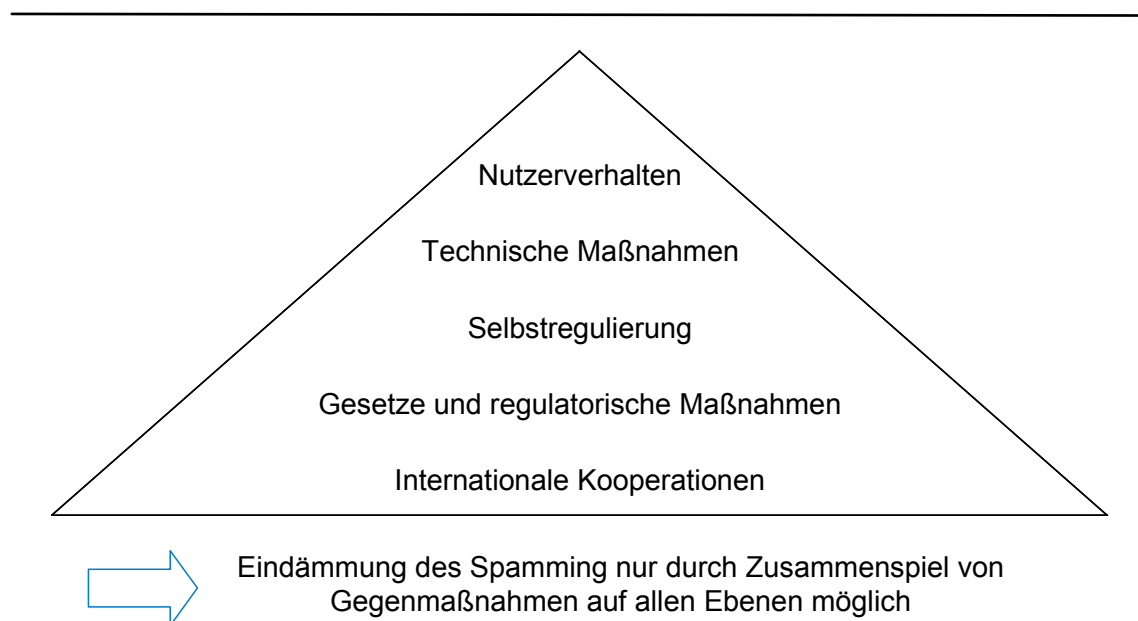 Nutzerverhalten
Technische Maßnahmen
Selbstregulierung
Gesetze und regulatorische Maßnahmen
Internationale Kooperationen
Eindämmung des Spamming nur durch Zusammenspiel von
Gegenmaßnahmen auf allen Ebenen möglich